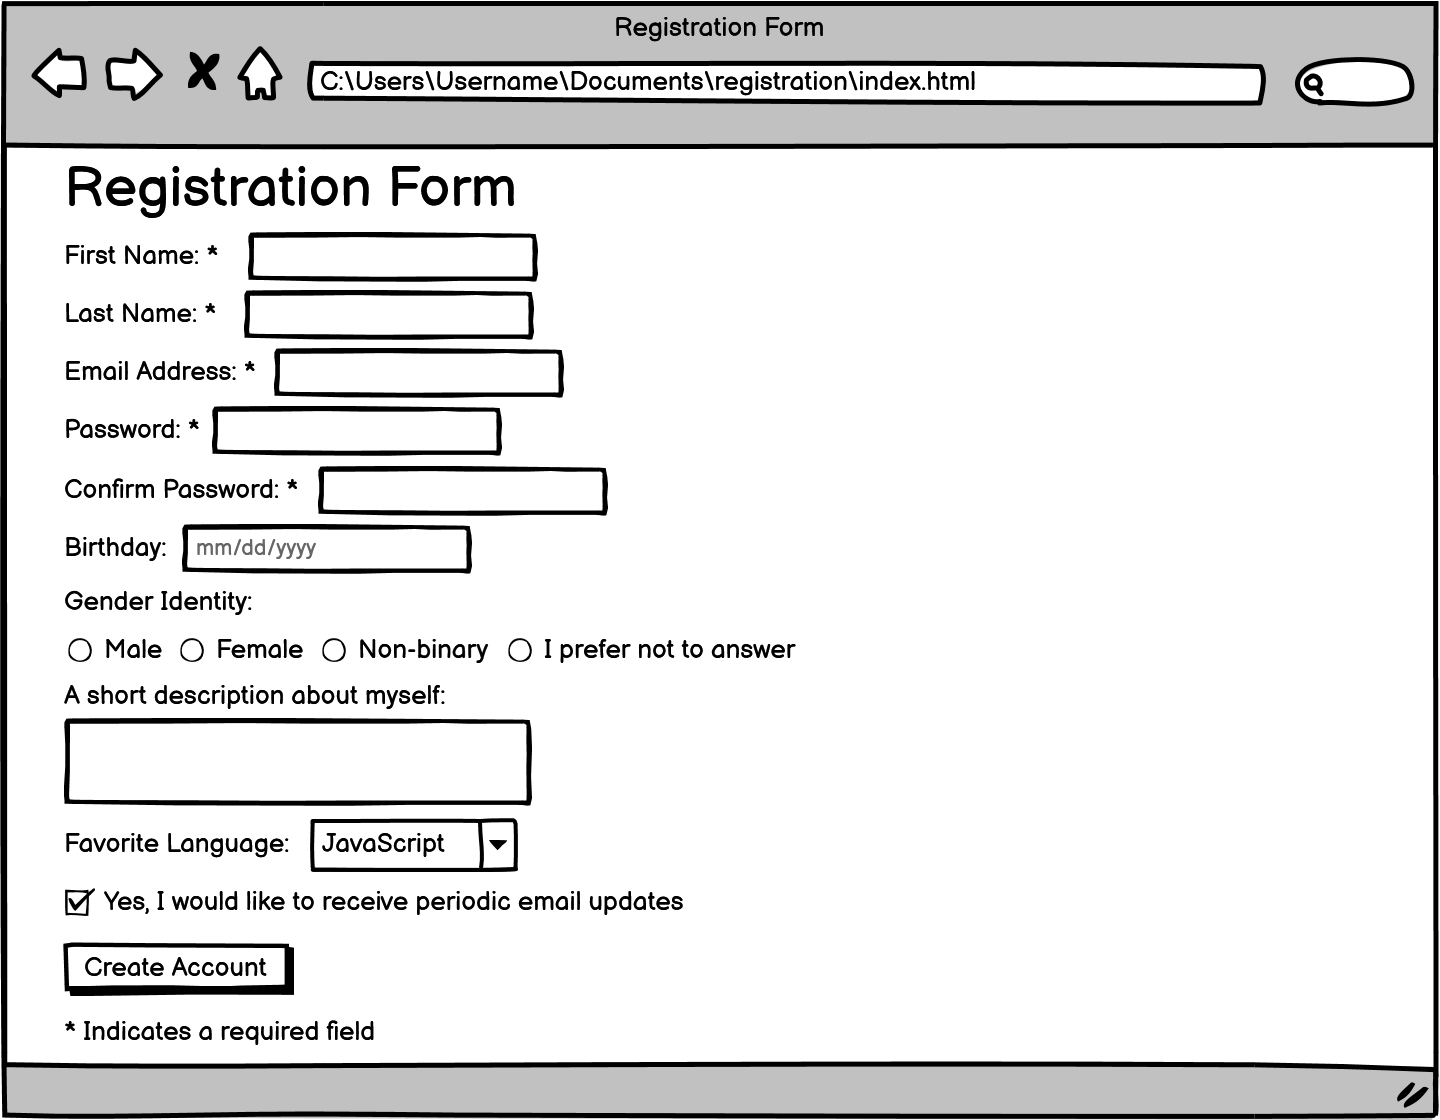 Registration Form
C:\Users\Username\Documents\registration\index.html
Registration Form
First Name: *
Last Name: *
Email Address: *
Password: *
Confirm Password: *
Birthday: mm/dd/yyyy
Gender Identity:
Male Female Non-binary I prefer not to answer
A short description about myself:
Favorite Language: JavaScript
Yes, I would like to receive periodic email updates
Create Account
* Indicates a required field